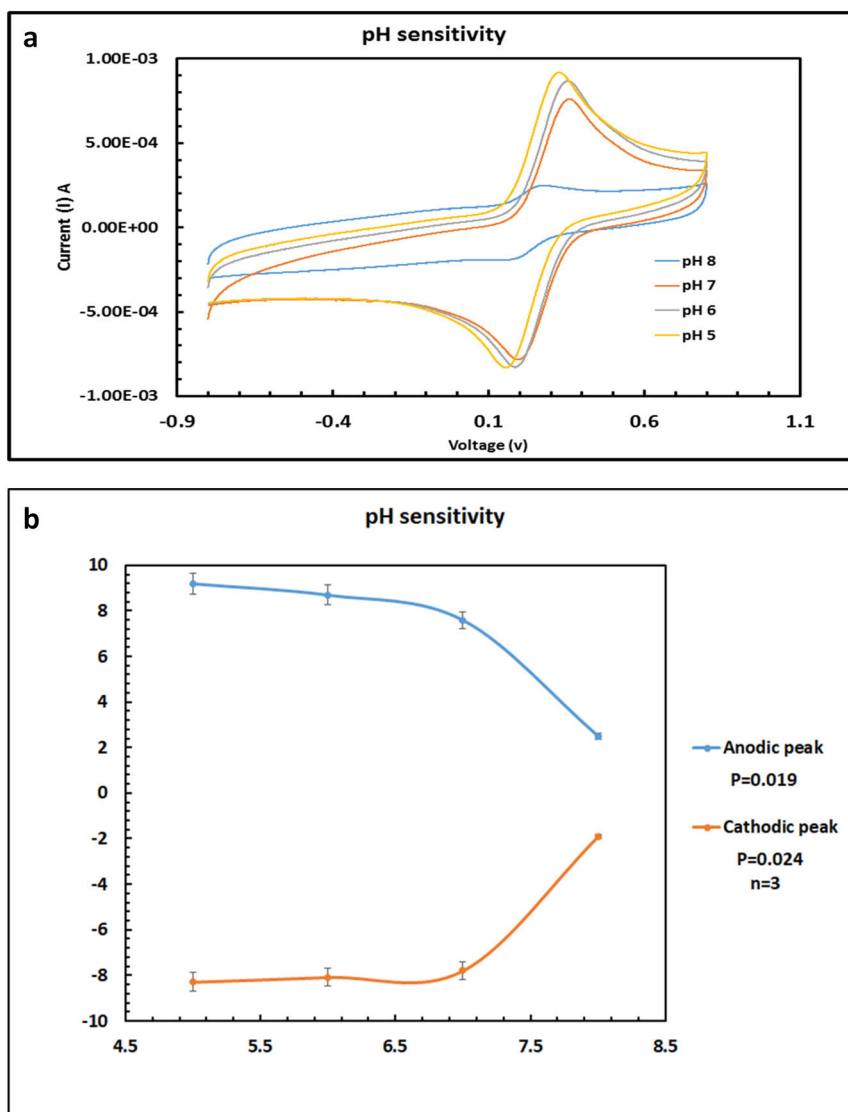 a
pH sensitivity
1.00E-03
5.00E-04
0.00E+00
-5.00E-04
-1.00E-03
Current (I) A
pH 8
pH 7
pH 6
pH 5
-0.9 -0.4 0.1 0.6 1.1
Voltage (v)
b
pH sensitivity
10
8
6
4
2
0
-2
-4
-6
-8
-10
Anodic peak
P=0.019
Cathodic peak
P=0.024
n=3
4.5 5.5 6.5 7.5 8.5